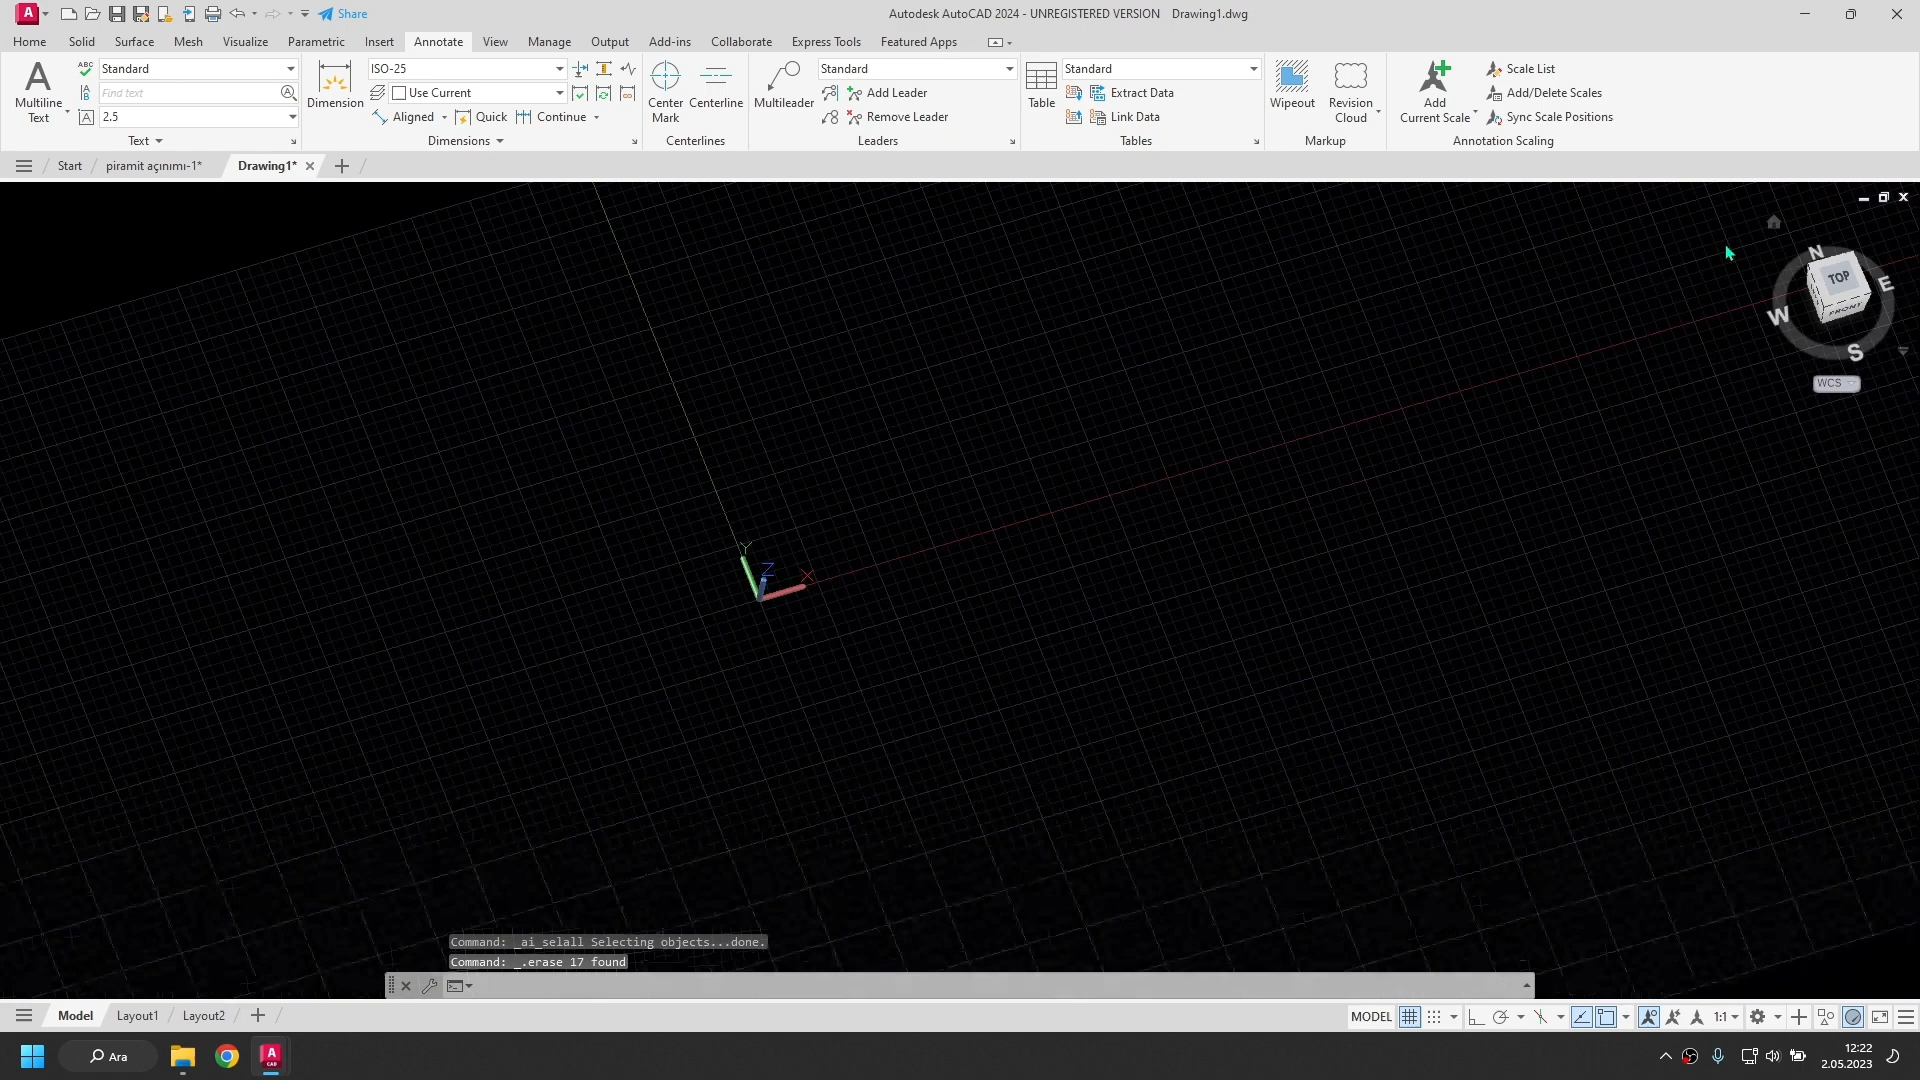 A Share Autodesk AutoCAD 2024 - UNREGISTERED VERSION Drawing1.dwg
Home Solid Surface Mesh Visualize Parametric Insert Annotate View Manage Output Add-ins Collaborate Express Tools Featured Apps
ABC Standard ISO-25 Standard Standard Scale List
Find text Use Current Add Leader Extract Data Add/Delete Scales
Multiline Text Dimension Center Mark Centerline Multileader Table Wipeout Revision Cloud Add Current Scale
2.5 Aligned Quick Continue Remove Leader Link Data Sync Scale Positions
Text Dimensions Centerlines Leaders Tables Markup Annotation Scaling
Start piramit açınımı-1* Drawing1*
N
TOP
E
FRONT
W
S
WCS
Y
Z
X
Command: _ai_selall Selecting objects...done.
Command: _.erase 17 found
Model Layout1 Layout2 MODEL 1:1
Ara A CAD 12:22
2.05.2023